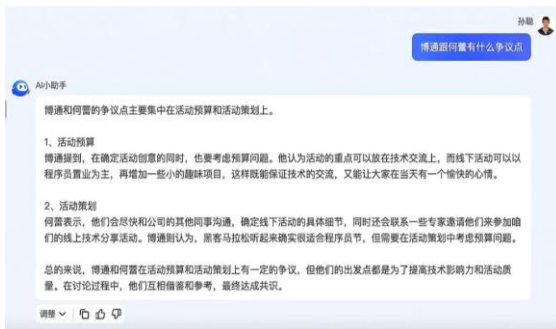 孙聪
博通跟何蕾有什么争议点
AI小助手
博通和何蕾的争议点主要集中在活动预算和活动策划上。
1、活动预算
博通提到，在确定活动创意的同时，也要考虑预算问题。他认为活动的重点可以放在技术交流上，而线下活动可以以
程序员置业为主，再增加一些小的趣味项目，这样既能保证技术的交流，又能让大家在当天有一个愉快的心情。
2、活动策划
何蕾表示，他们会尽快和公司的其他同事沟通，确定线下活动的具体细节，同时还会联系一些专家邀请他们来参加咱
们的线上技术分享活动。博通则认为，黑客马拉松听起来确实很适合程序员节，但需要在活动策划中考虑预算问题。
总的来说，博通和何蕾在活动预算和活动策划上有一定的争议，但他们的出发点都是为了提高技术影响力和活动质
量。在讨论过程中，他们互相借鉴和参考，最终达成共识。
调整